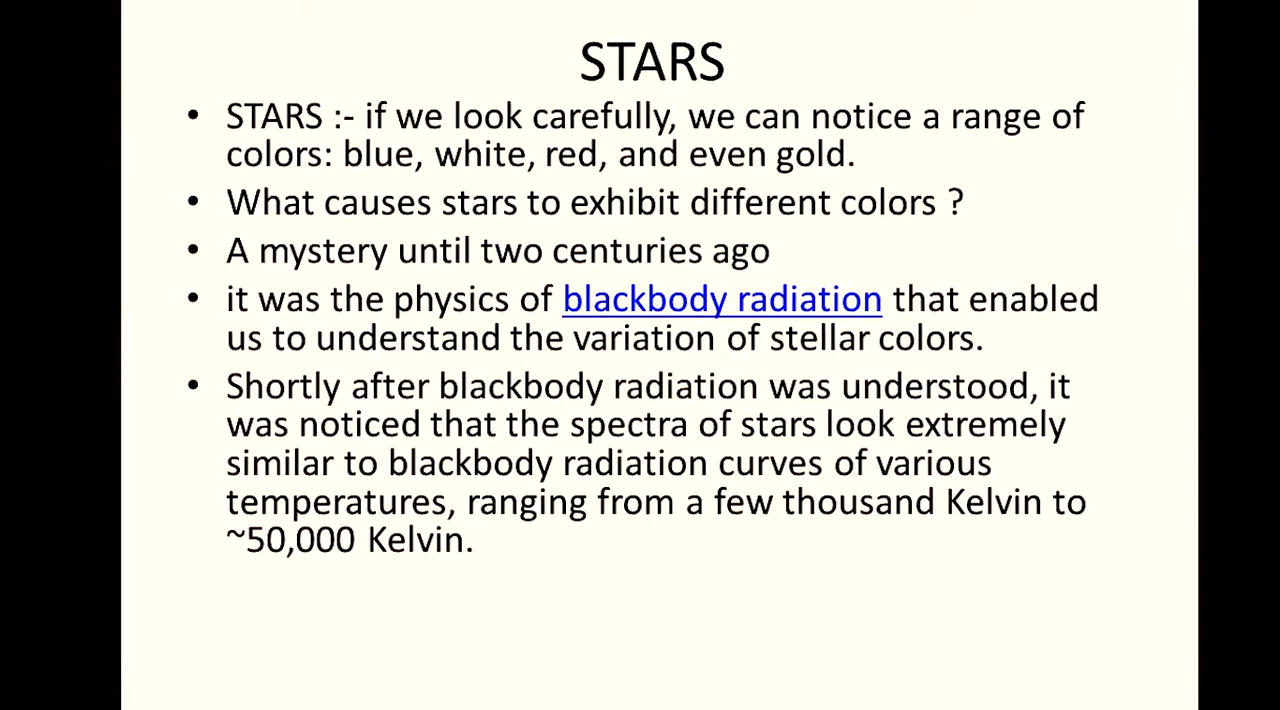 STARS
• STARS :- if we look carefully, we can notice a range of
colors: blue, white, red, and even gold.
• What causes stars to exhibit different colors ?
• A mystery until two centuries ago
• it was the physics of blackbody radiation that enabled
us to understand the variation of stellar colors.
• Shortly after blackbody radiation was understood, it
was noticed that the spectra of stars look extremely
similar to blackbody radiation curves of various
temperatures, ranging from a few thousand Kelvin to
~50,000 Kelvin.